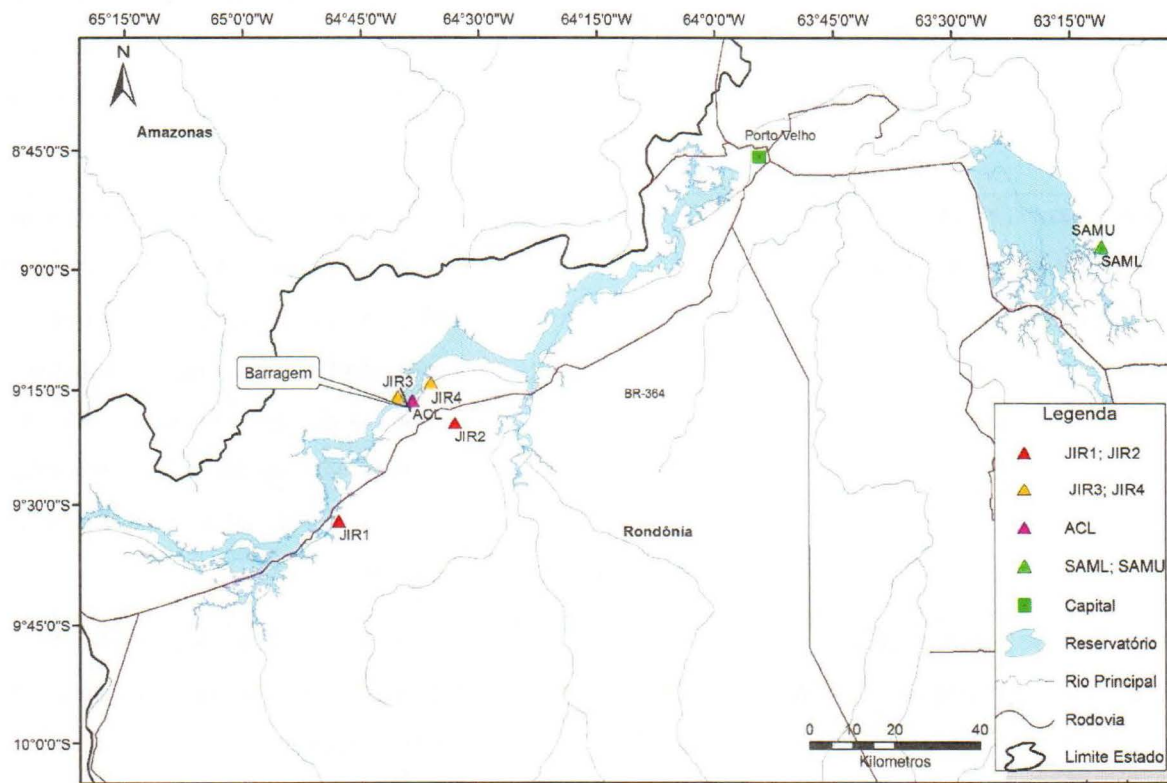 65°15'0"W 65°0'0"W 64°45'0"W 64°30'0"W 64°15'0"W 64°0'0"W 63°45'0"W 63°30'0"W 63°15'0"W
N
Amazonas
Porto Velho
8°45'0"S
SAMU
9°0'0"S
SAML
Barragem
JIR3
9°15'0"S
JIR4
BR-364
ACL
JIR2
9°30'0"S
JIR1
Rondônia
9°45'0"S
10°0'0"S
0 10 20 40
Kilometros
Legenda
JIR1; JIR2
JIR3; JIR4
ACL
SAML; SAMU
Capital
Reservatório
Rio Principal
Rodovia
Limite Estado